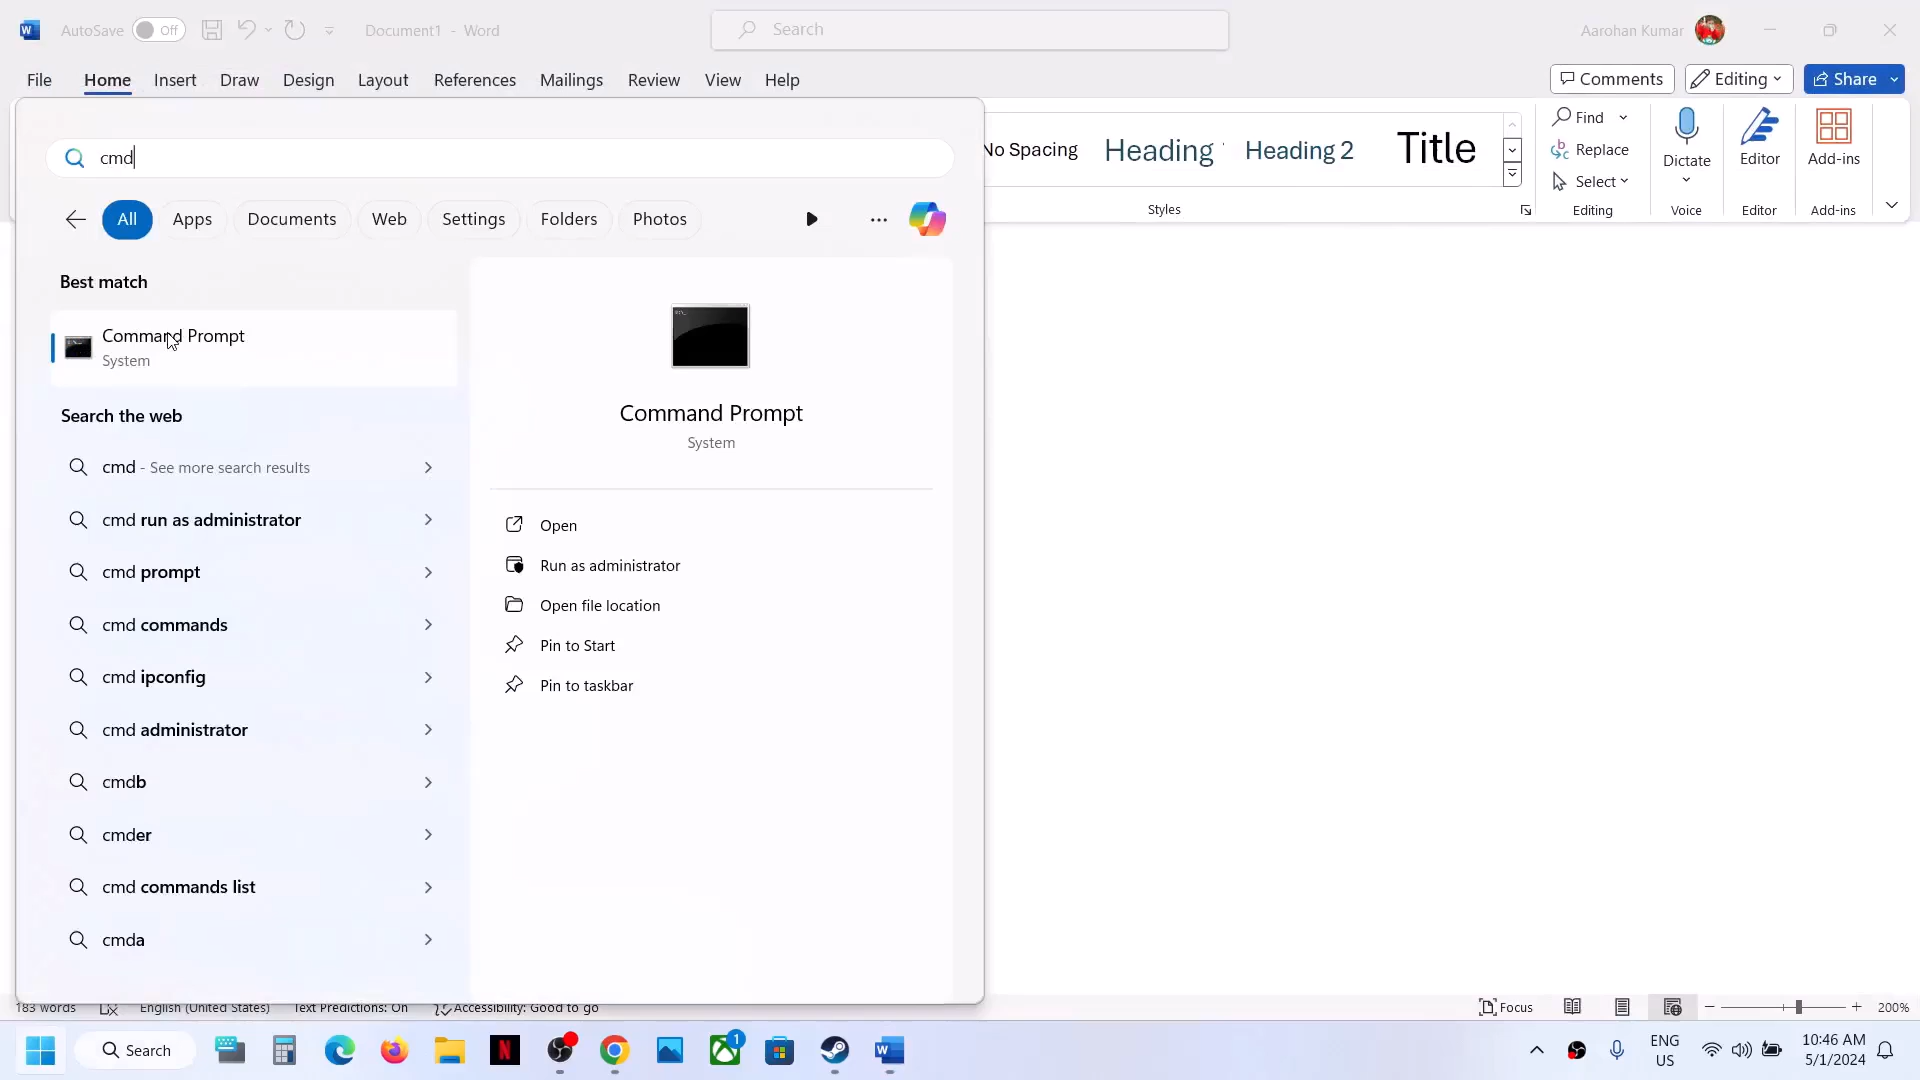 AutoSave Off Document1 - Word Search Aarohan Kumar
File Home Insert Draw Design Layout References Mailings Review View Help Comments Editing Share
cmd
All Apps Documents Web Settings Folders Photos
Best match
Command Prompt
System
Search the web
cmd - See more search results
cmd run as administrator
cmd prompt
cmd commands
cmd ipconfig
cmd administrator
cmdb
cmder
cmd commands list
cmda
Command Prompt
System
Open
Run as administrator
Open file location
Pin to Start
Pin to taskbar
No Spacing Heading Heading 2 Title
Styles
Find
Replace
Select
Editing
Dictate
Voice
Editor
Editor
Add-ins
Add-ins
183 words English (United States) Text Predictions: On Accessibility: Good to go Focus 200%
Search 1 ENG
US
10:46 AM
5/1/2024